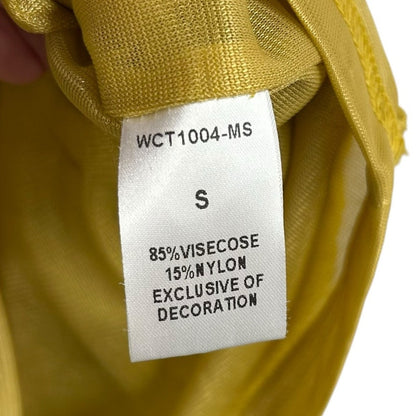 WCT1004-MS
S
85%VISECOSE
15%NYLON
EXCLUSIVE OF
DECORATION